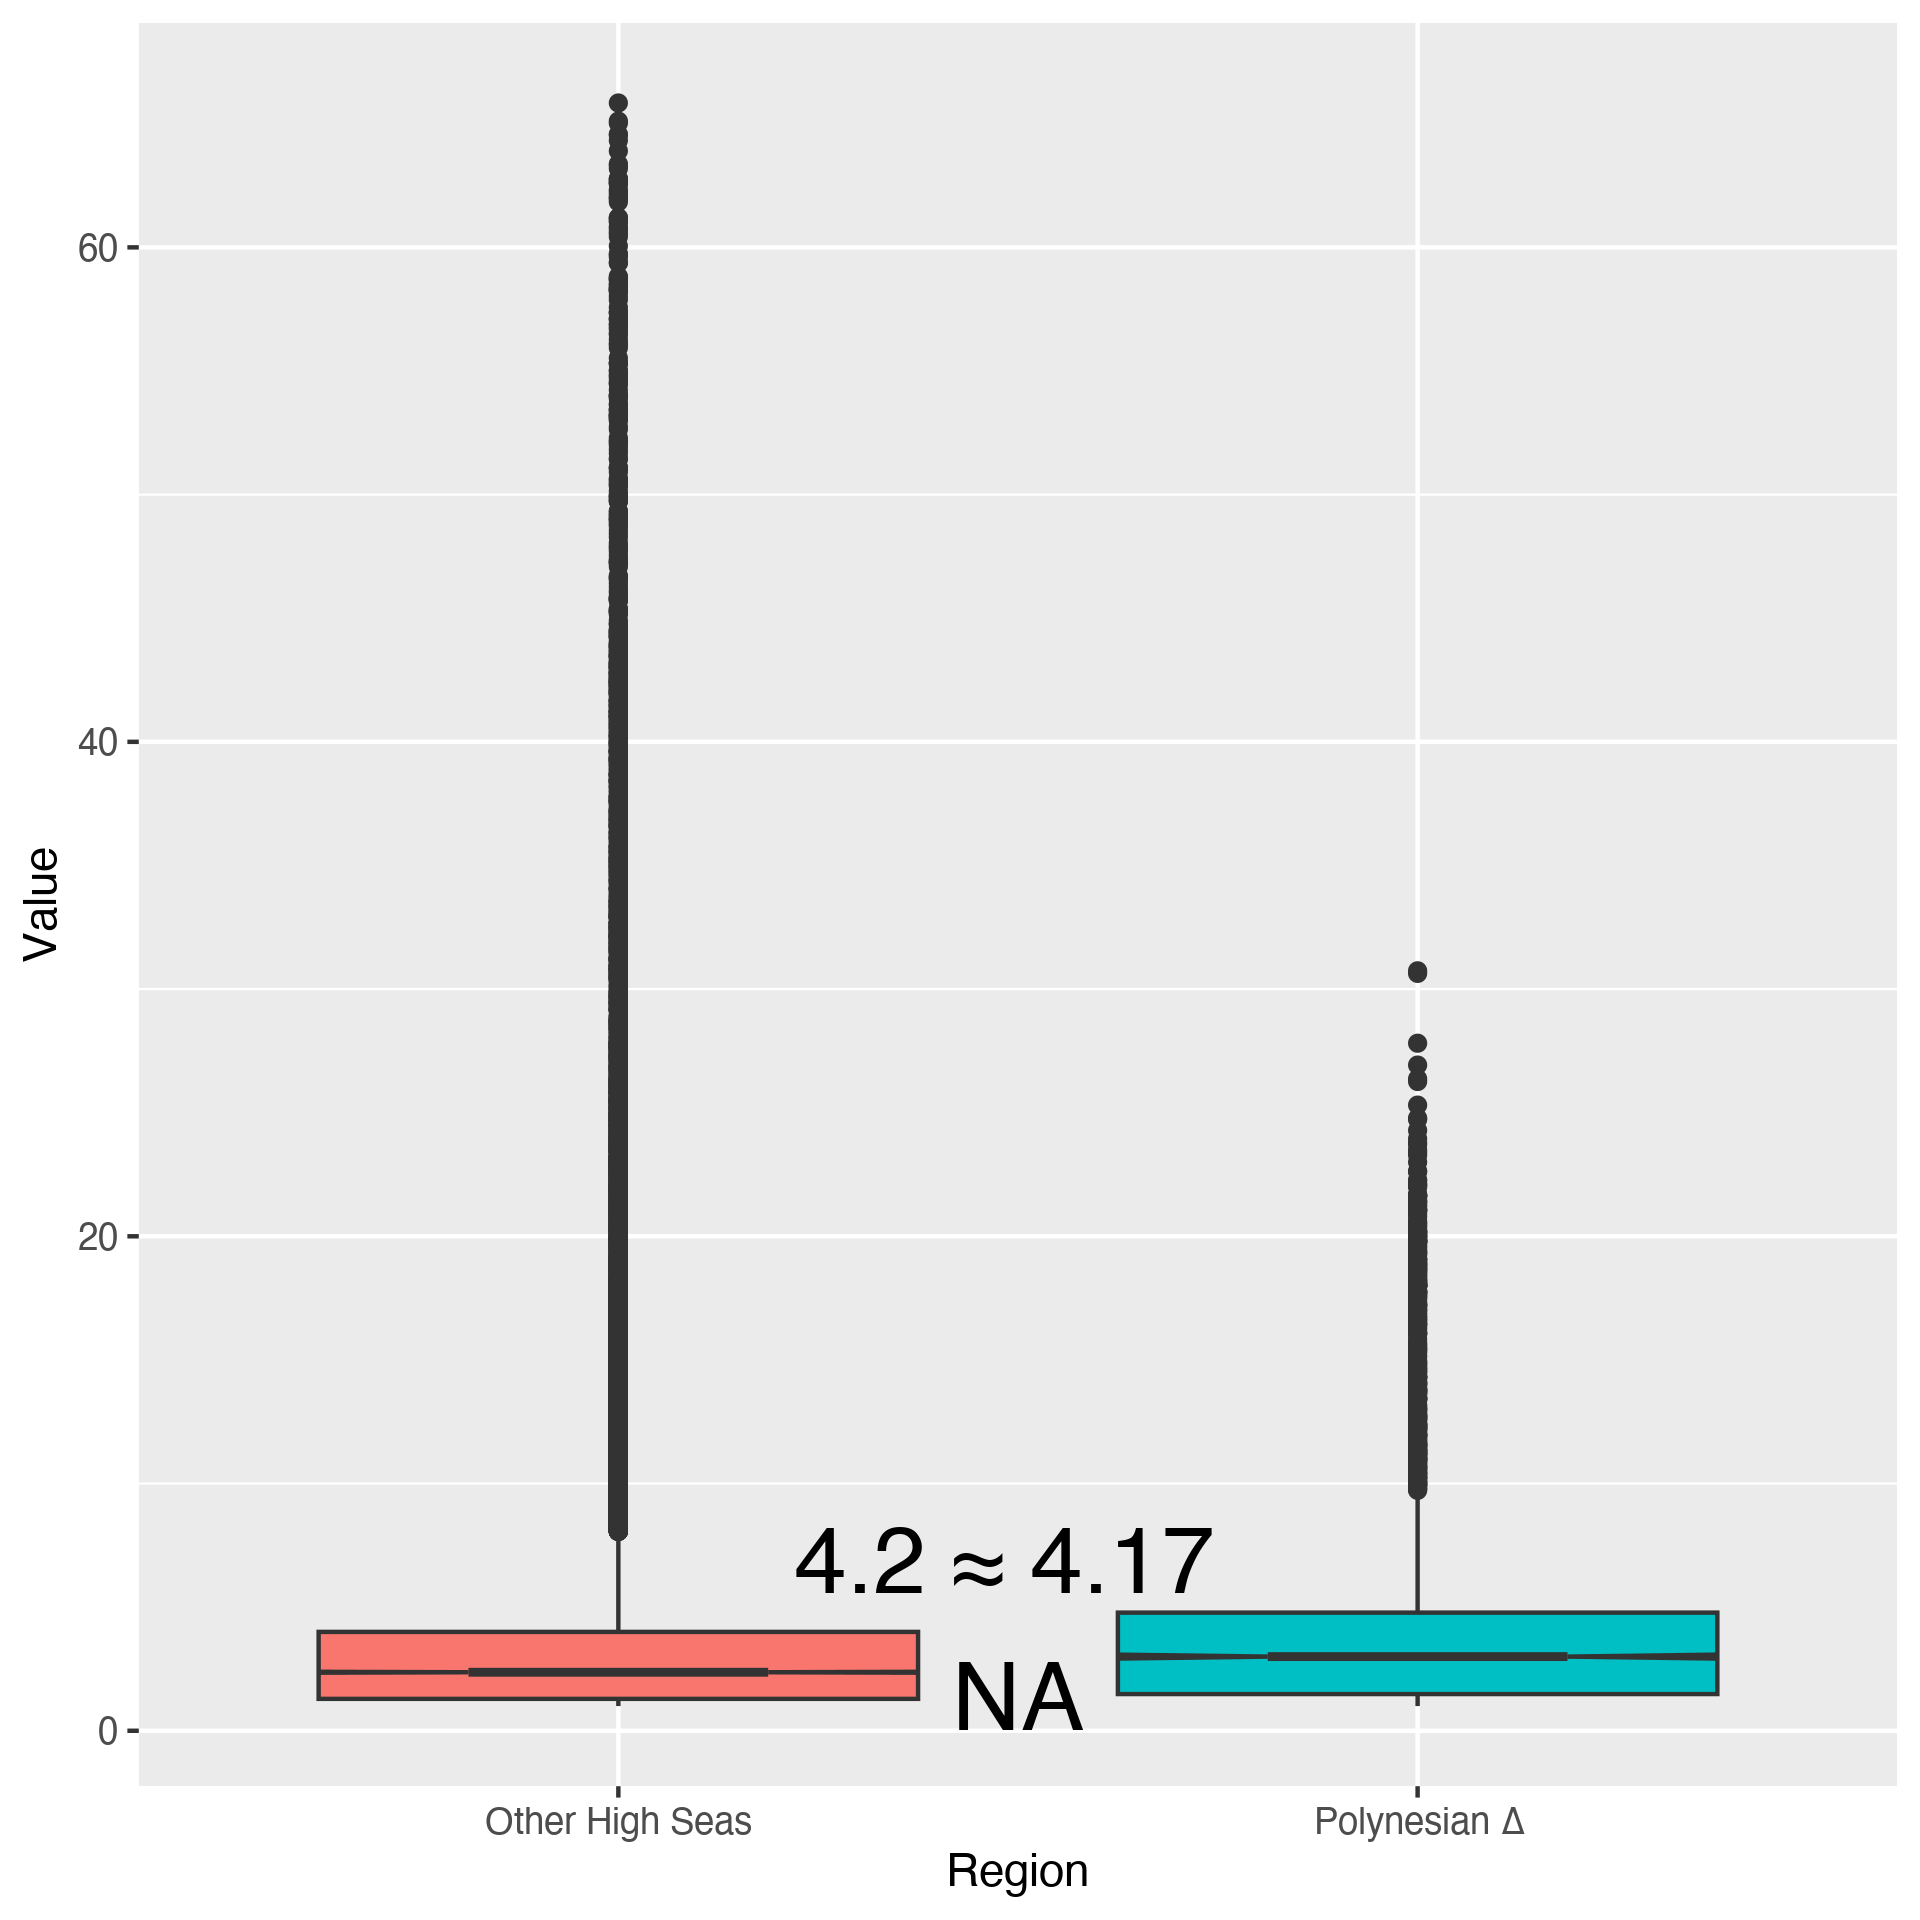 60
40
20
0
Value
4.2 ≈ 4.17
NA
Other High Seas
Polynesian Δ
Region